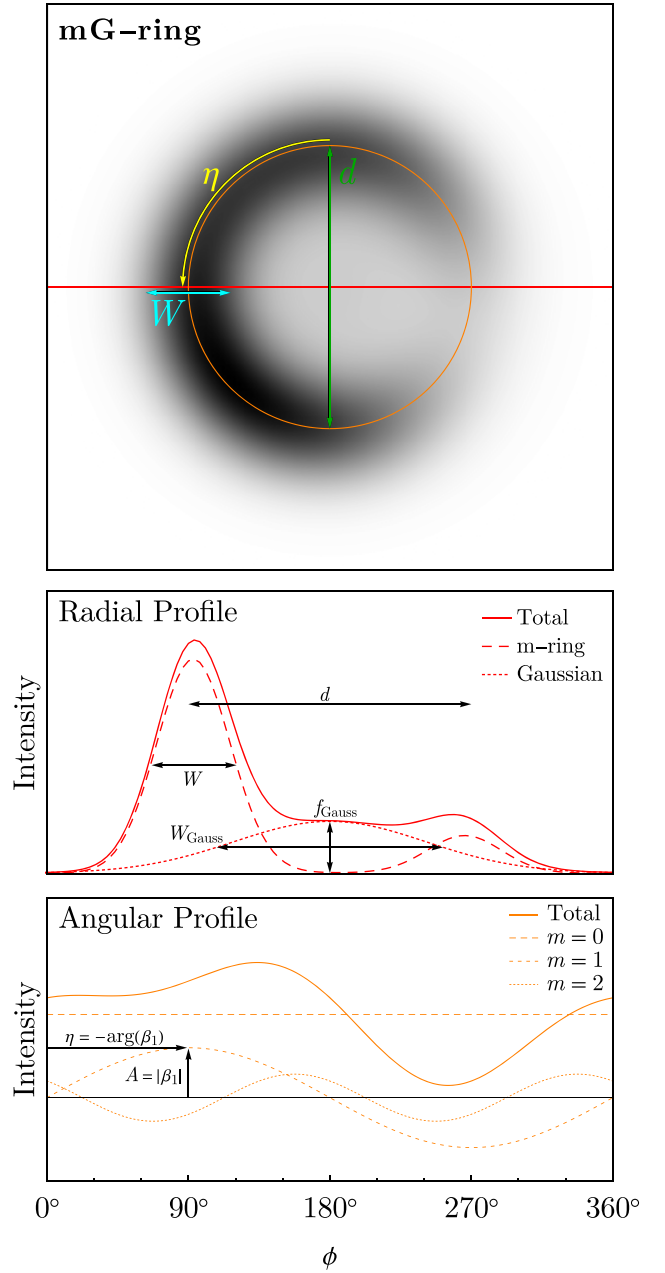 mG–ring
η
d
W
Radial Profile
Total
m–ring
Gaussian
Intensity
d
W
f_Gauss
W_Gauss
Angular Profile
Total
m = 0
m = 1
m = 2
Intensity
η = –arg(β₁)
A = |β₁|
0° 90° 180° 270° 360°
ϕ